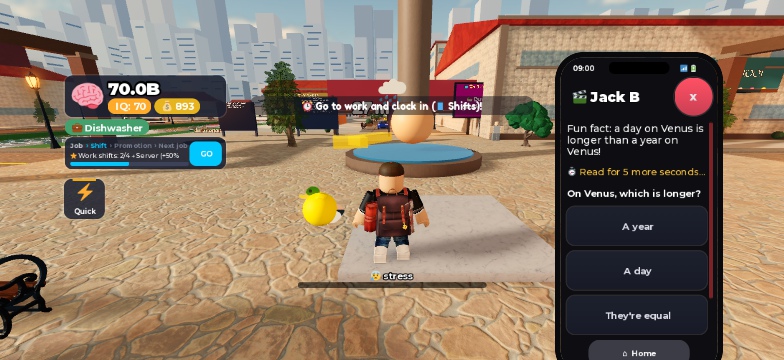 70.0B
IQ: 70
893
Dishwasher
Job › Shift › Promotion › Next job
Work shifts: 2/4 → Server (+50%
GO
Quick
Go to work and clock in ( Shifts)!
stress
09:00
Jack B
X
Fun fact: a day on Venus is
longer than a year on
Venus!
Read for 5 more seconds...
On Venus, which is longer?
A year
A day
They're equal
Home